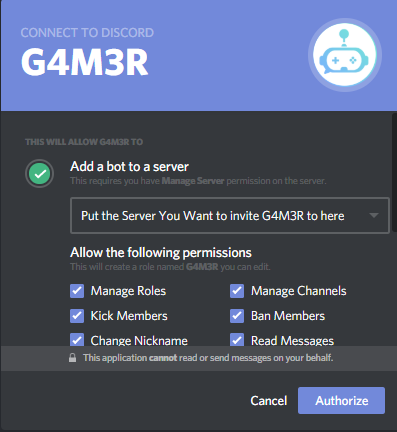 CONNECT TO DISCORD
G4M3R
THIS WILL ALLOW G4M3R TO
Add a bot to a server
This requires you have Manage Server permission on the server.
Put the Server You Want to invite G4M3R to here
Allow the following permissions
This will create a role named G4M3R you can edit.
Manage Roles Manage Channels
Kick Members Ban Members
Change Nickname Read Messages
This application cannot read or send messages on your behalf.
Cancel Authorize